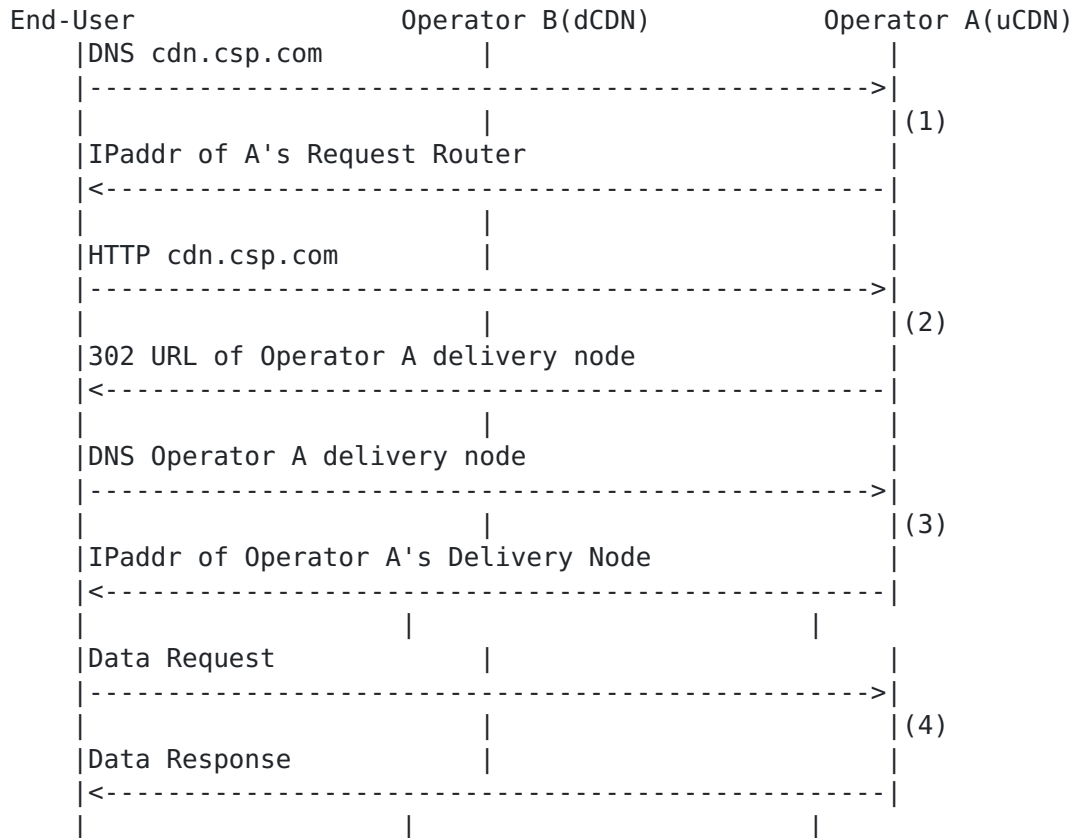 End-User Operator B(dCDN) Operator A(uCDN)
DNS cdn.csp.com
(1)
IPaddr of A's Request Router
HTTP cdn.csp.com
(2)
302 URL of Operator A delivery node
DNS Operator A delivery node
(3)
IPaddr of Operator A's Delivery Node
Data Request
(4)
Data Response